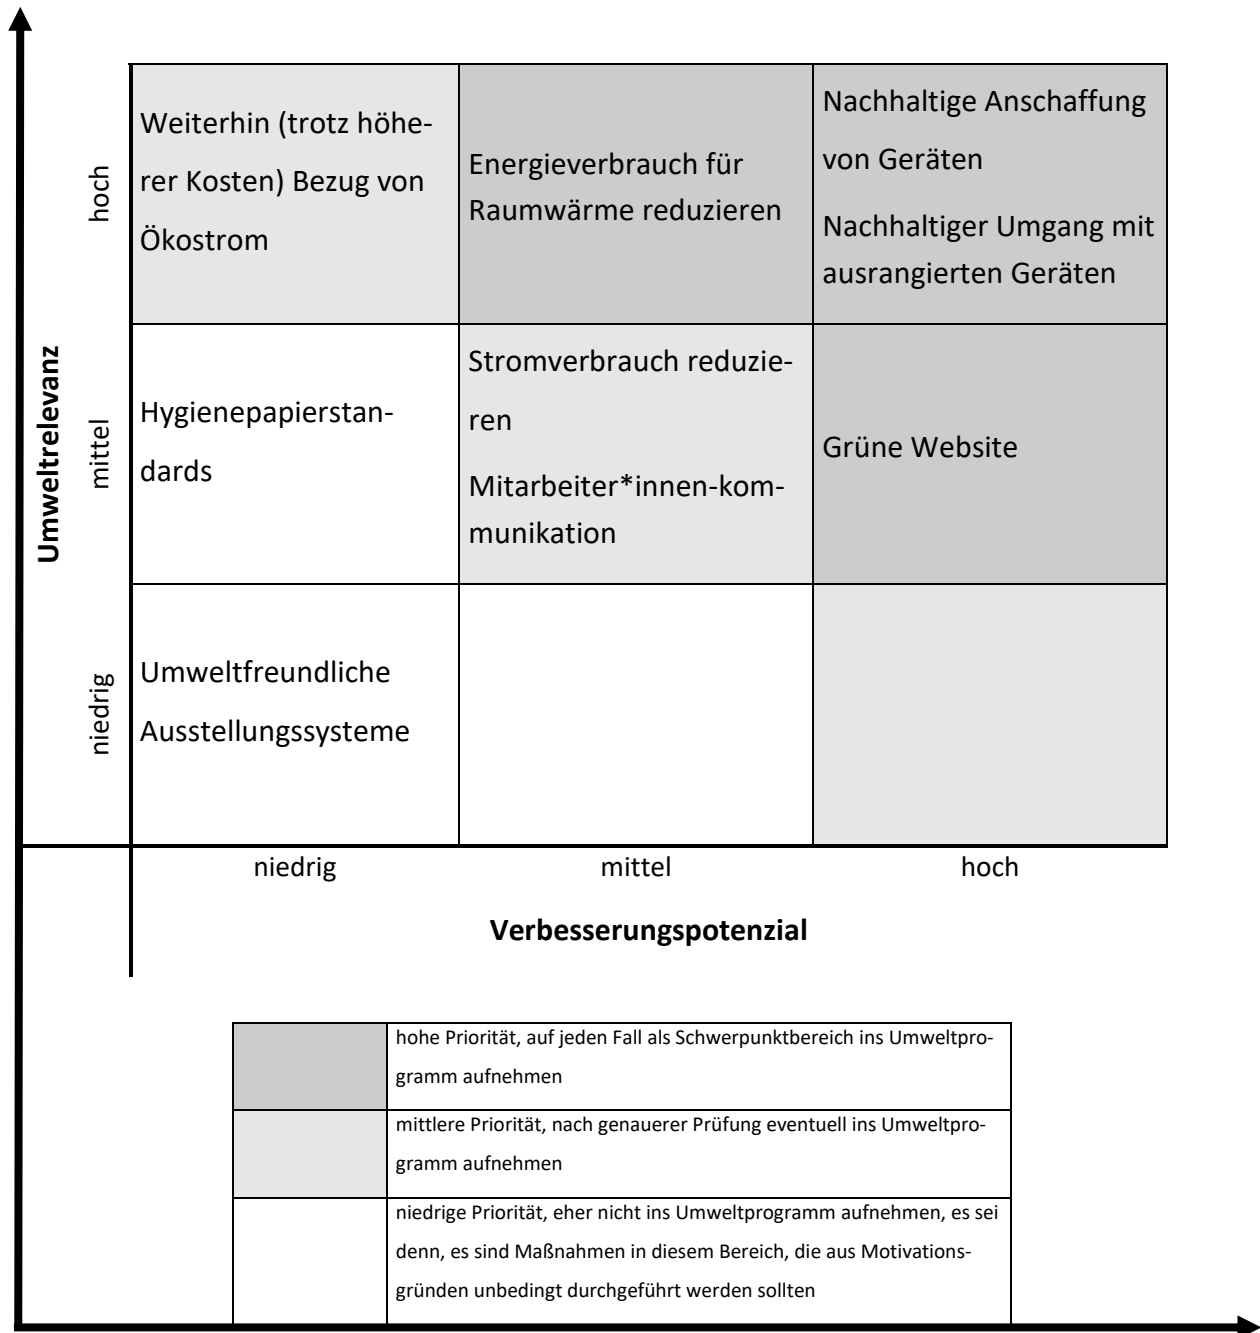 Umweltrelevanz
hoch
Weiterhin (trotz höhe-
rer Kosten) Bezug von
Ökostrom
Energieverbrauch für
Raumwärme reduzieren
Nachhaltige Anschaffung
von Geräten
Nachhaltiger Umgang mit
ausrangierten Geräten
mittel
Hygienepapierstan-
dards
Stromverbrauch reduzie-
ren
Mitarbeiter*innen-kom-
munikation
Grüne Website
niedrig
Umweltfreundliche
Ausstellungssysteme
niedrig
mittel
hoch
Verbesserungspotenzial
hohe Priorität, auf jeden Fall als Schwerpunktbereich ins Umweltpro-
gramm aufnehmen
mittlere Priorität, nach genauerer Prüfung eventuell ins Umweltpro-
gramm aufnehmen
niedrige Priorität, eher nicht ins Umweltprogramm aufnehmen, es sei
denn, es sind Maßnahmen in diesem Bereich, die aus Motivations-
gründen unbedingt durchgeführt werden sollten